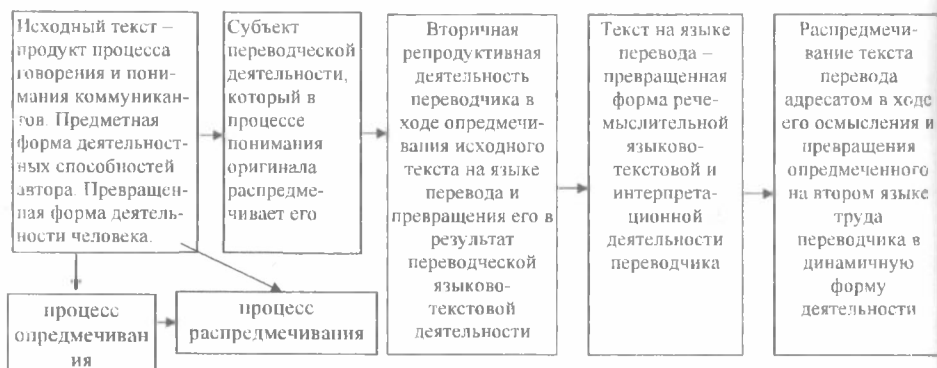 Исходный текст –
продукт процесса
говорения и пони-
мания коммуникан-
тов. Предметная
форма деятельност-
ных способностей
автора. Превращен-
ная форма деятель-
ности человека.
Субъект
переводческой
деятельности,
который в
процессе
понимания
оригинала
распредме-
чивает его
Вторичная
репродуктивная
деятельность
переводчика в
ходе опредмечи-
вания исходного
текста на языке
перевода и
превращения его в
результат
переводческой
языково-
текстовой
деятельности
Текст на языке
перевода –
превращенная
форма рече-
мыслительной
языково-
текстовой и
интерпрета-
ционной
деятельности
переводчика
Распредмечи-
вание текста
перевода
адресатом в ходе
его осмысления и
превращения
опредмеченного
на втором языке
труда
переводчика в
динамичную
форму
деятельности
процесс
опредмечиван
ия
процесс
распредмечивания